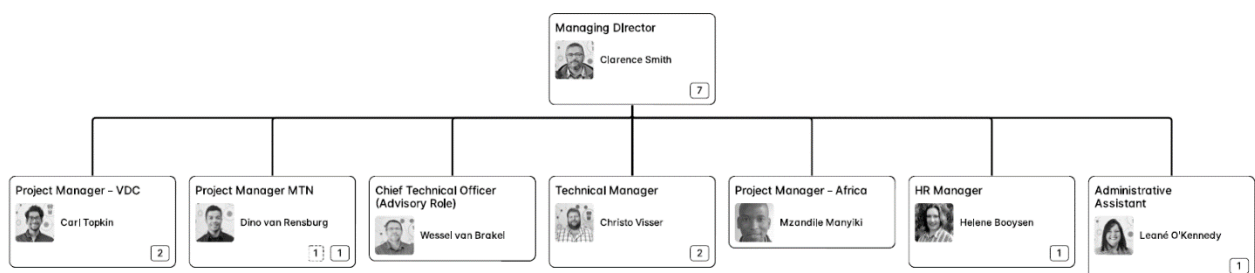 Managing Director
Clarence Smith
7
Project Manager – VDC
Carl Topkin
2
Project Manager MTN
Dino van Rensburg
1 1
Chief Technical Officer
(Advisory Role)
Wessel van Brakel
Technical Manager
Christo Visser
2
Project Manager – Africa
Mzandile Manyiki
HR Manager
Helene Booysen
1
Administrative
Assistant
Leané O'Kennedy
1